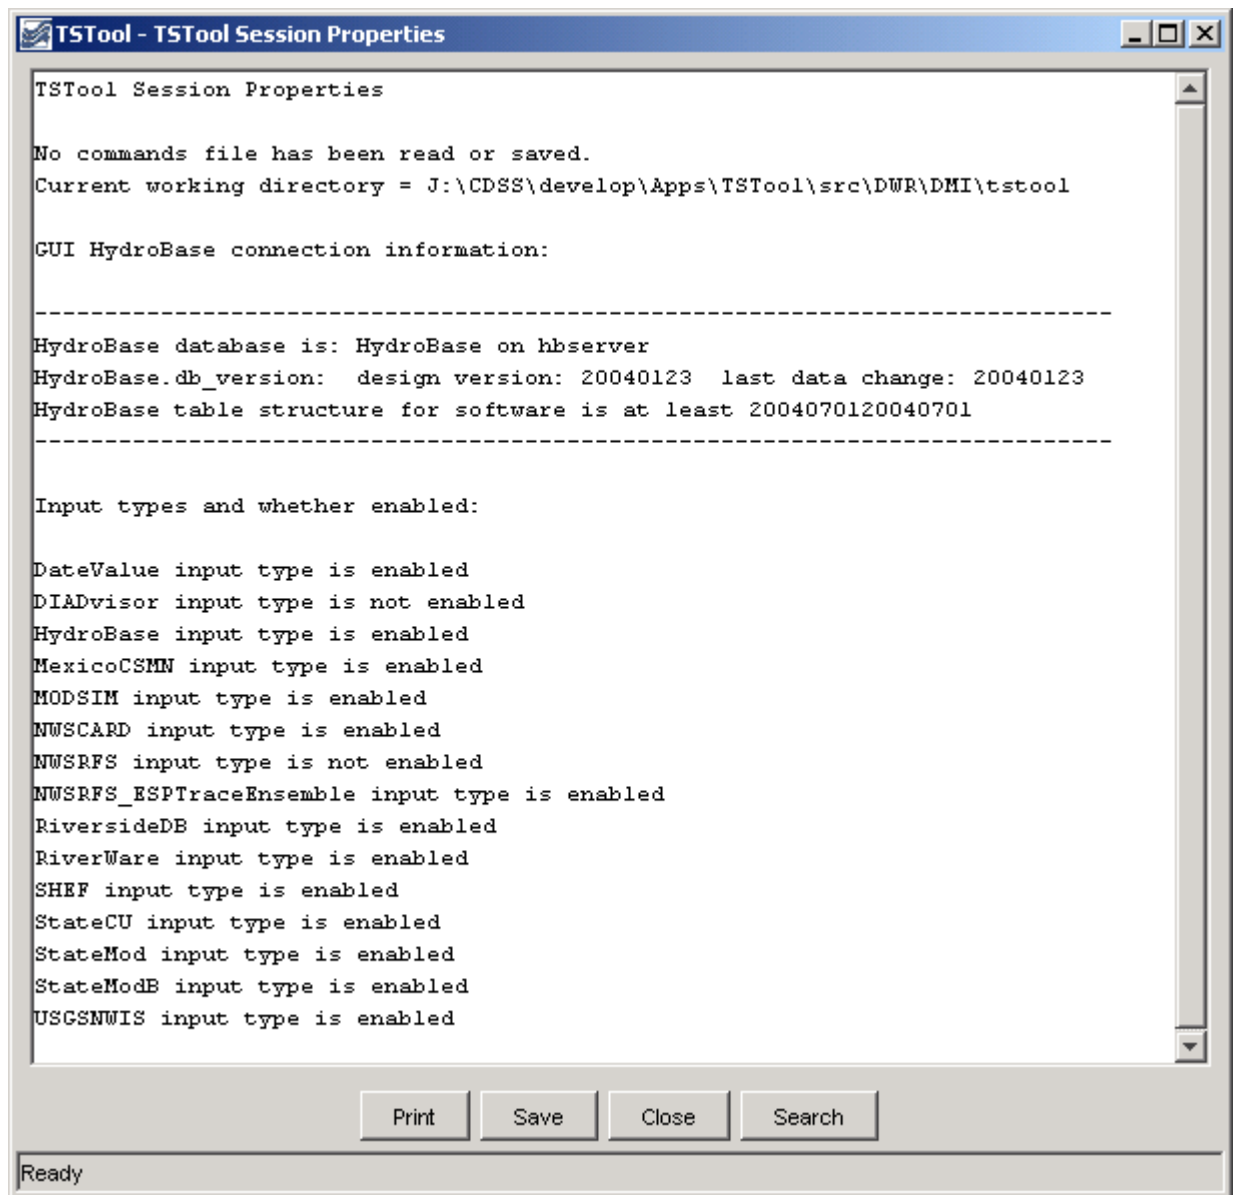 TSTool - TSTool Session Properties
TSTool Session Properties
No commands file has been read or saved.
Current working directory = J:\CDSS\develop\Apps\TSTool\src\DWR\DMI\tstool
GUI HydroBase connection information:
-----------------------------------------------------------------------------
HydroBase database is: HydroBase on hbserver
HydroBase.db_version:  design version: 20040123  last data change: 20040123
HydroBase table structure for software is at least 2004070120040701
-----------------------------------------------------------------------------
Input types and whether enabled:
DateValue input type is enabled
DIADvisor input type is not enabled
HydroBase input type is enabled
MexicoCSMN input type is enabled
MODSIM input type is enabled
NWSCARD input type is enabled
NWSRFS input type is not enabled
NWSRFS_ESPTraceEnsemble input type is enabled
RiversideDB input type is enabled
RiverWare input type is enabled
SHEF input type is enabled
StateCU input type is enabled
StateMod input type is enabled
StateModB input type is enabled
USGSNWIS input type is enabled
Print Save Close Search
Ready